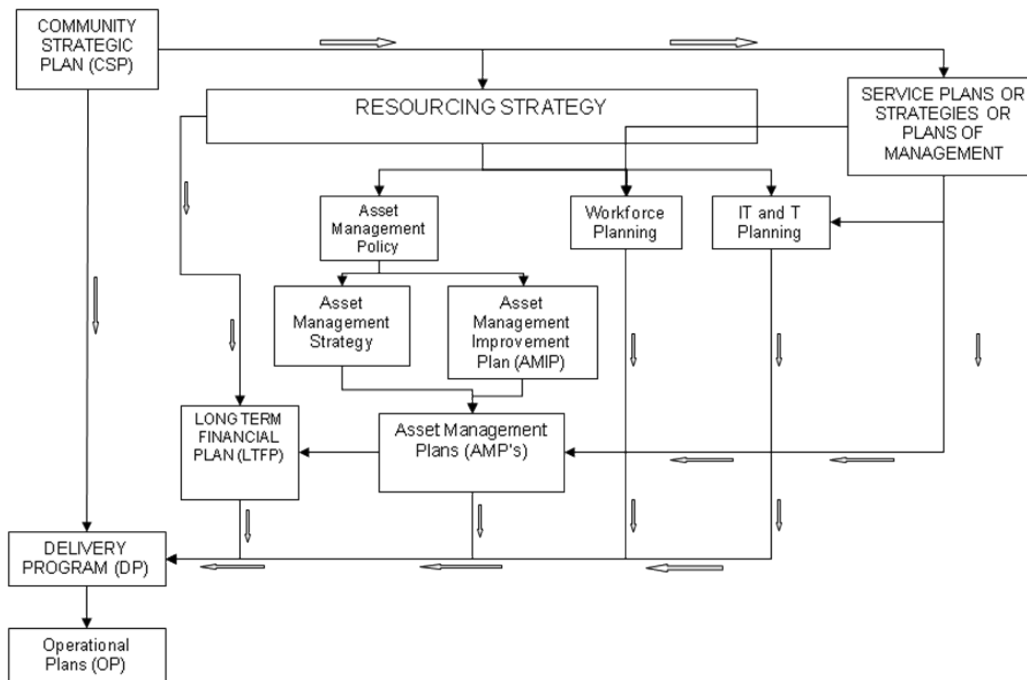 COMMUNITY
STRATEGIC
PLAN (CSP)
RESOURCING STRATEGY
SERVICE PLANS OR
STRATEGIES OR
PLANS OF
MANAGEMENT
Asset
Management
Policy
Workforce
Planning
IT and T
Planning
Asset
Management
Strategy
Asset
Management
Improvement
Plan (AMIP)
LONG TERM
FINANCIAL
PLAN (LTFP)
Asset Management
Plans (AMP's)
DELIVERY
PROGRAM (DP)
Operational
Plans (OP)